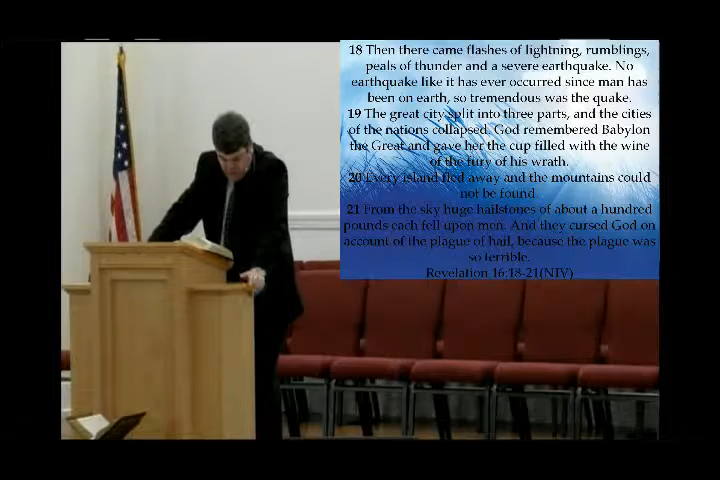 18 Then there came flashes of lightning, rumblings,
peals of thunder and a severe earthquake. No
earthquake like it has ever occurred since man has
been on earth, so tremendous was the quake.
19 The great city split into three parts, and the cities
of the nations collapsed. God remembered Babylon
the Great and gave her the cup filled with the wine
of the fury of his wrath.
20 Every island fled away and the mountains could
not be found.
21 From the sky huge hailstones of about a hundred
pounds each fell upon men. And they cursed God on
account of the plague of hail, because the plague was
so terrible.
Revelation 16:18-21(NIV)